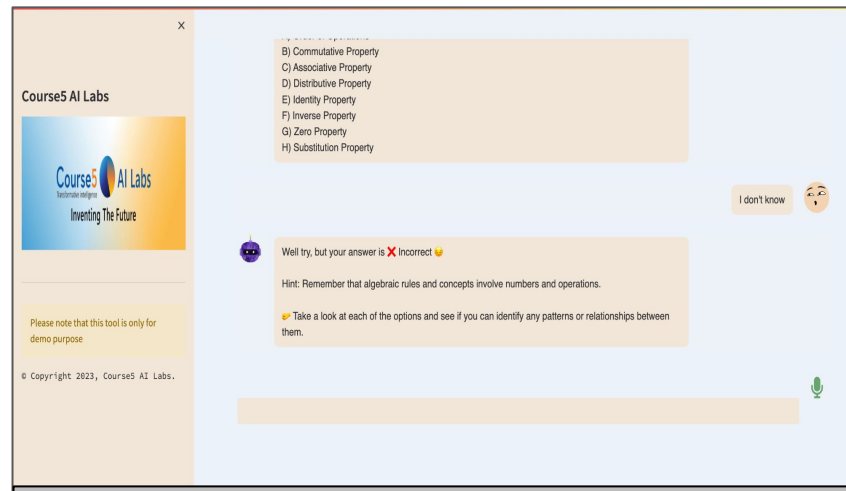 X
Course5 AI Labs
Course5 AI Labs
Transformative Intelligence
Inventing The Future
Please note that this tool is only for
demo purpose
© Copyright 2023, Course5 AI Labs.
B) Commutative Property
C) Associative Property
D) Distributive Property
E) Identity Property
F) Inverse Property
G) Zero Property
H) Substitution Property
I don't know
Well try, but your answer is ❌ Incorrect 😔
Hint: Remember that algebraic rules and concepts involve numbers and operations.
🤛 Take a look at each of the options and see if you can identify any patterns or relationships between
them.